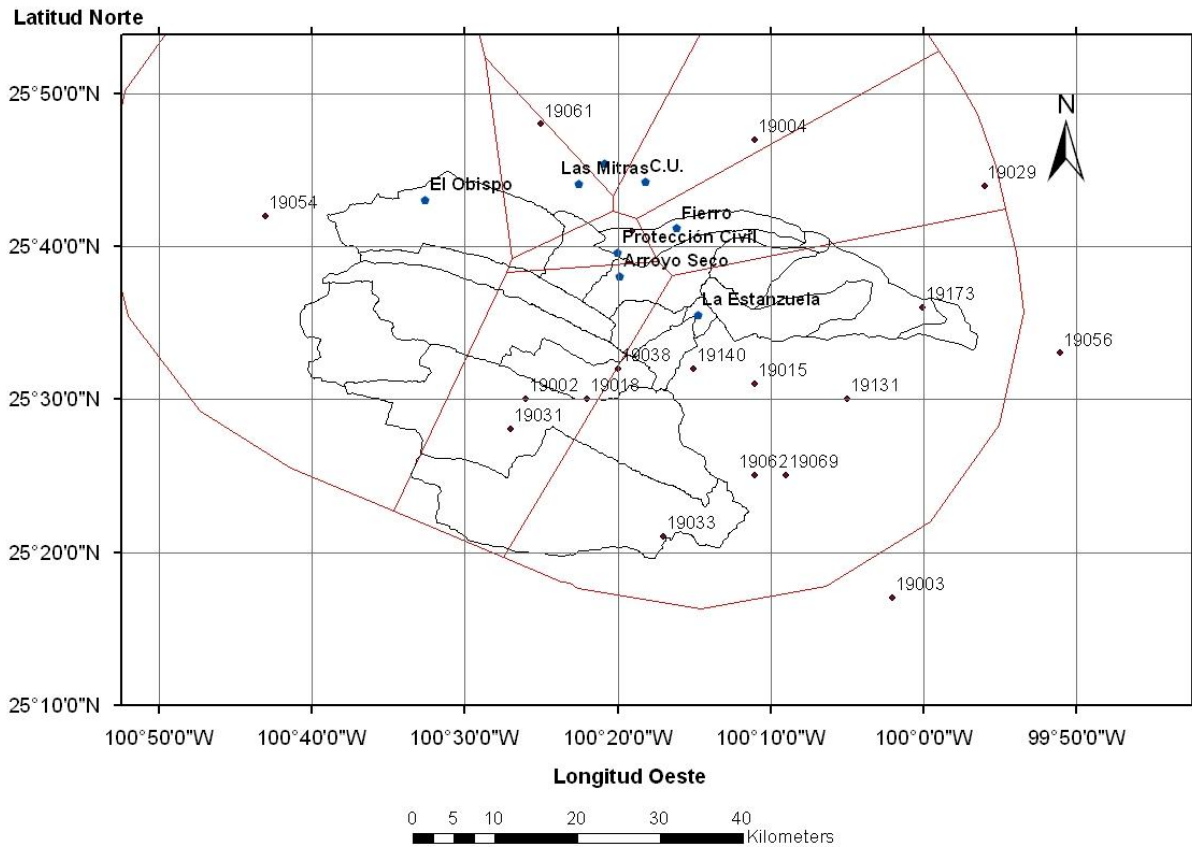 Latitud Norte
25°50'0"N
19061
19004
N
Las Mitras
C.U.
19029
El Obispo
19054
Fierro
25°40'0"N
Protección Civil
Arroyo Seco
La Estanzuela
19173
19038
19140
19056
19015
19002
19018
19131
25°30'0"N
19031
19062
19069
19033
25°20'0"N
19003
25°10'0"N
100°50'0"W 100°40'0"W 100°30'0"W 100°20'0"W 100°10'0"W 100°0'0"W 99°50'0"W
Longitud Oeste
0 5 10 20 30 40
Kilometers